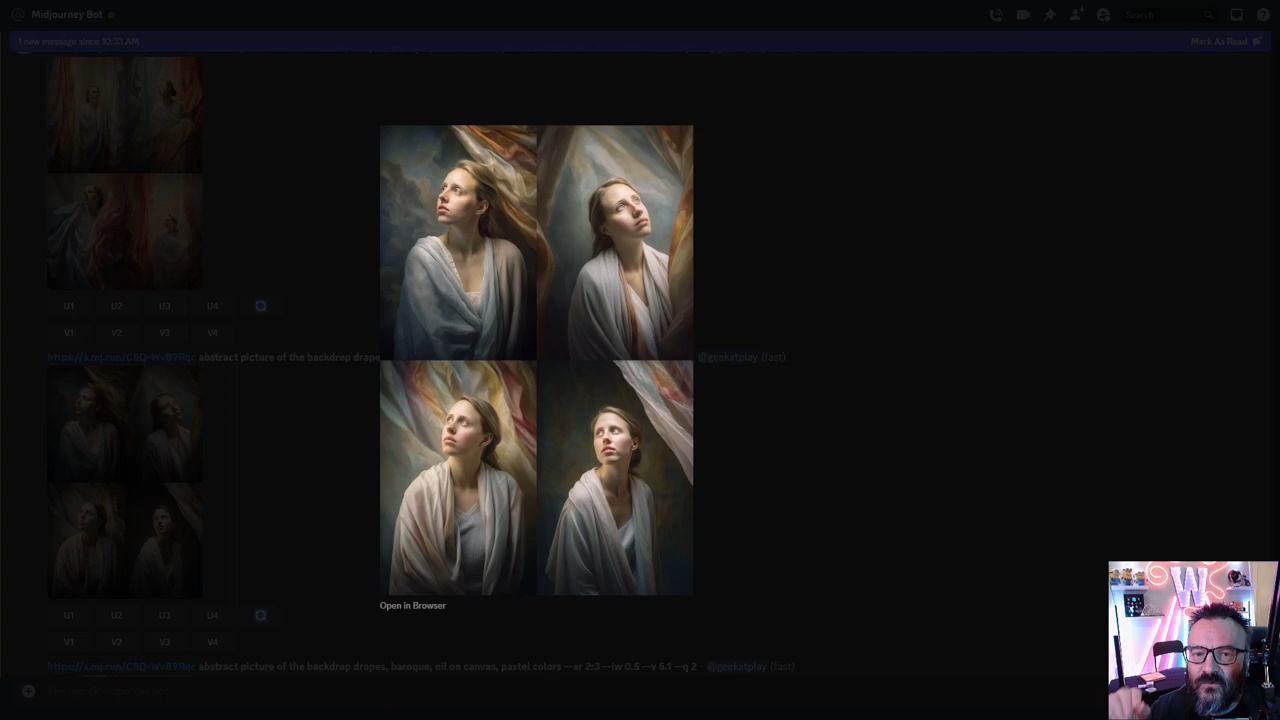 Midjourney Bot
Search
1 new message since 10:33 AM
Mark As Read
U1 U2 U3 U4
V1 V2 V3 V4
abstract picture of the backdrop drape
@geekatplay (fast)
U1 U2 U3 U4
V1 V2 V3 V4
Open in Browser
abstract picture of the backdrop drapes, baroque, oil on canvas, pastel colors --ar 2:3 --iw 0.5 --v 5.1 --q 2 - @geekatplay (fast)
W